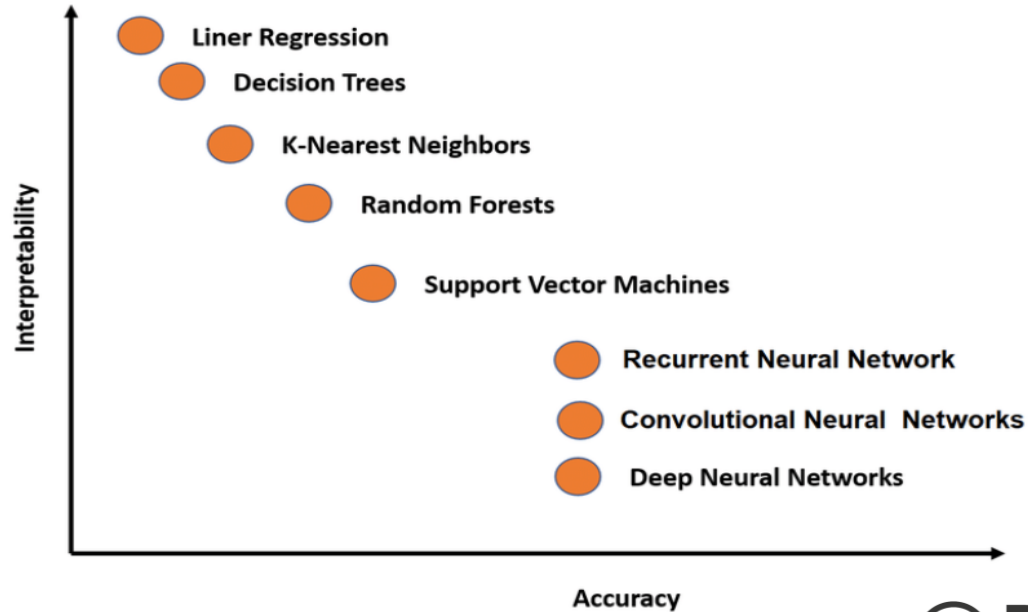 Liner Regression
Decision Trees
K-Nearest Neighbors
Random Forests
Support Vector Machines
Recurrent Neural Network
Convolutional Neural Networks
Deep Neural Networks
Interpretability
Accuracy